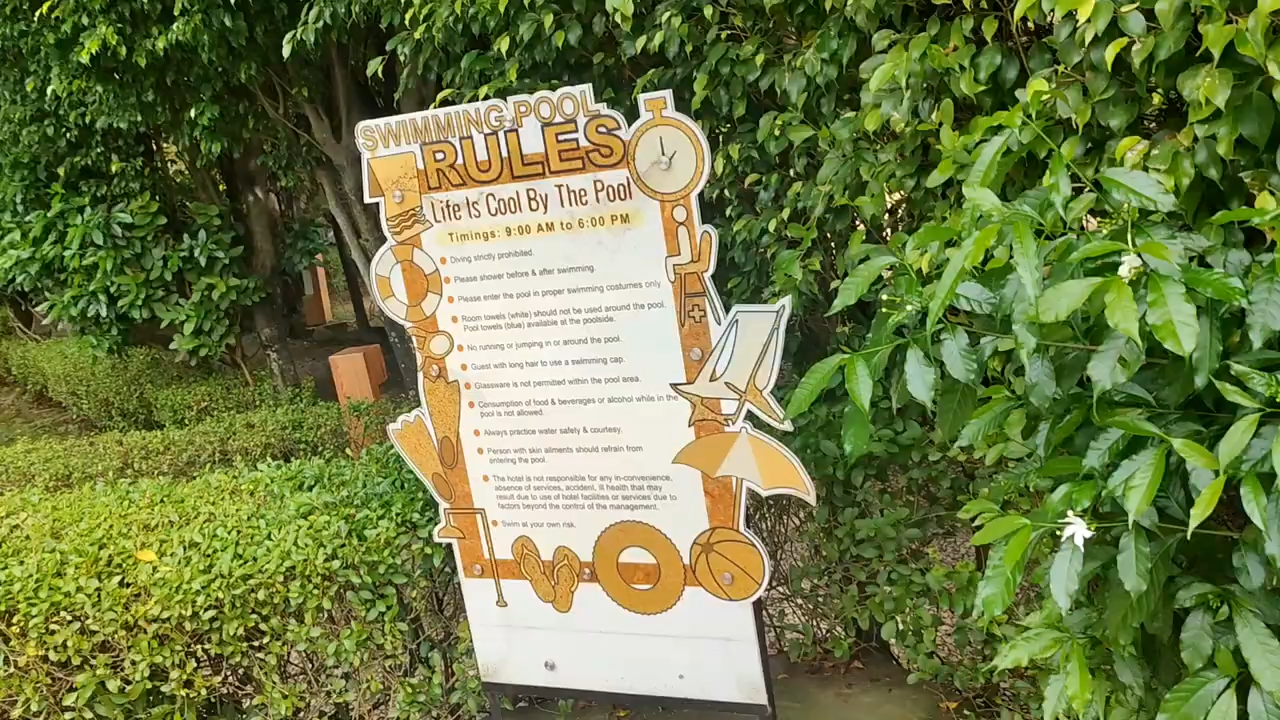 SWIMMING POOL
RULES
Life Is Cool By The Pool
Timings: 9:00 AM to 6:00 PM
Diving strictly prohibited.
Please shower before & after swimming.
Please enter the pool in proper swimming costumes only
Room towels (white) should not be used around the pool.
Pool towels (blue) available at the poolside.
No running or jumping in or around the pool.
Guest with long hair to use a swimming cap.
Glassware is not permitted within the pool area.
Consumption of food & beverages or alcohol while in the
pool is not allowed.
Always practice water safety & courtesy.
Person with skin ailments should refrain from
entering the pool.
The hotel is not responsible for any in-convenience,
absence of services, accident, ill health that may
result due to use of hotel facilities or services due to
factors beyond the control of the management.
Swim at your own risk.